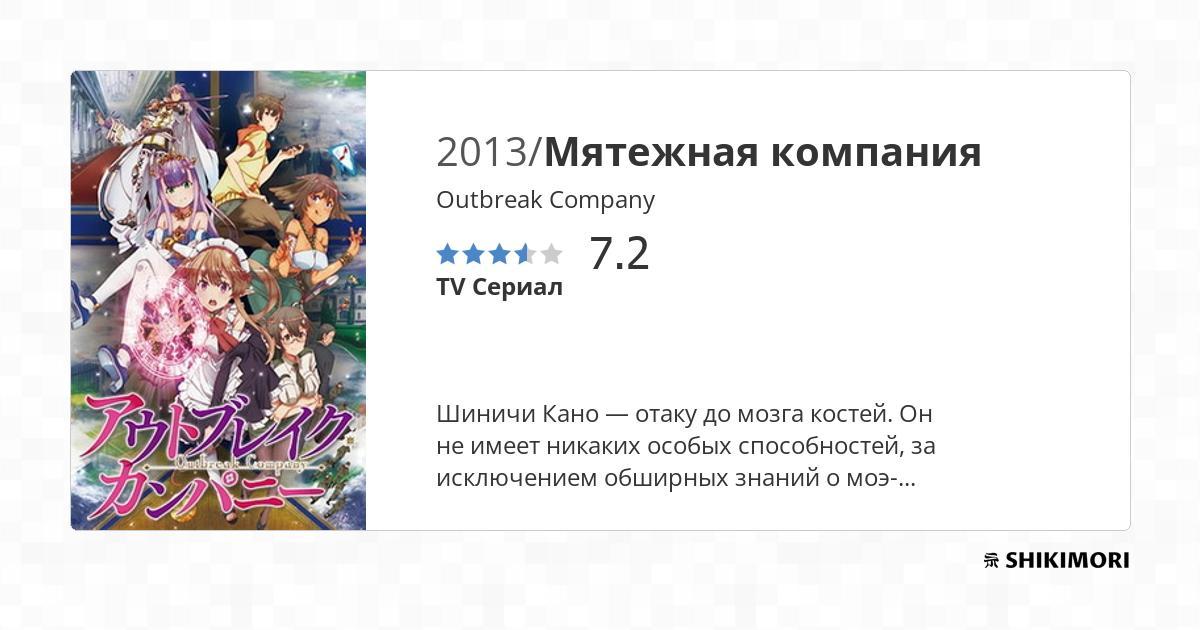 アウトブレイク
Outbreak Company
カンパニー
2013/Мятежная компания
Outbreak Company
7.2
TV Сериал
Шиничи Кано — отаку до мозга костей. Он
не имеет никаких особых способностей, за
исключением обширных знаний о моэ-...
SHIKIMORI